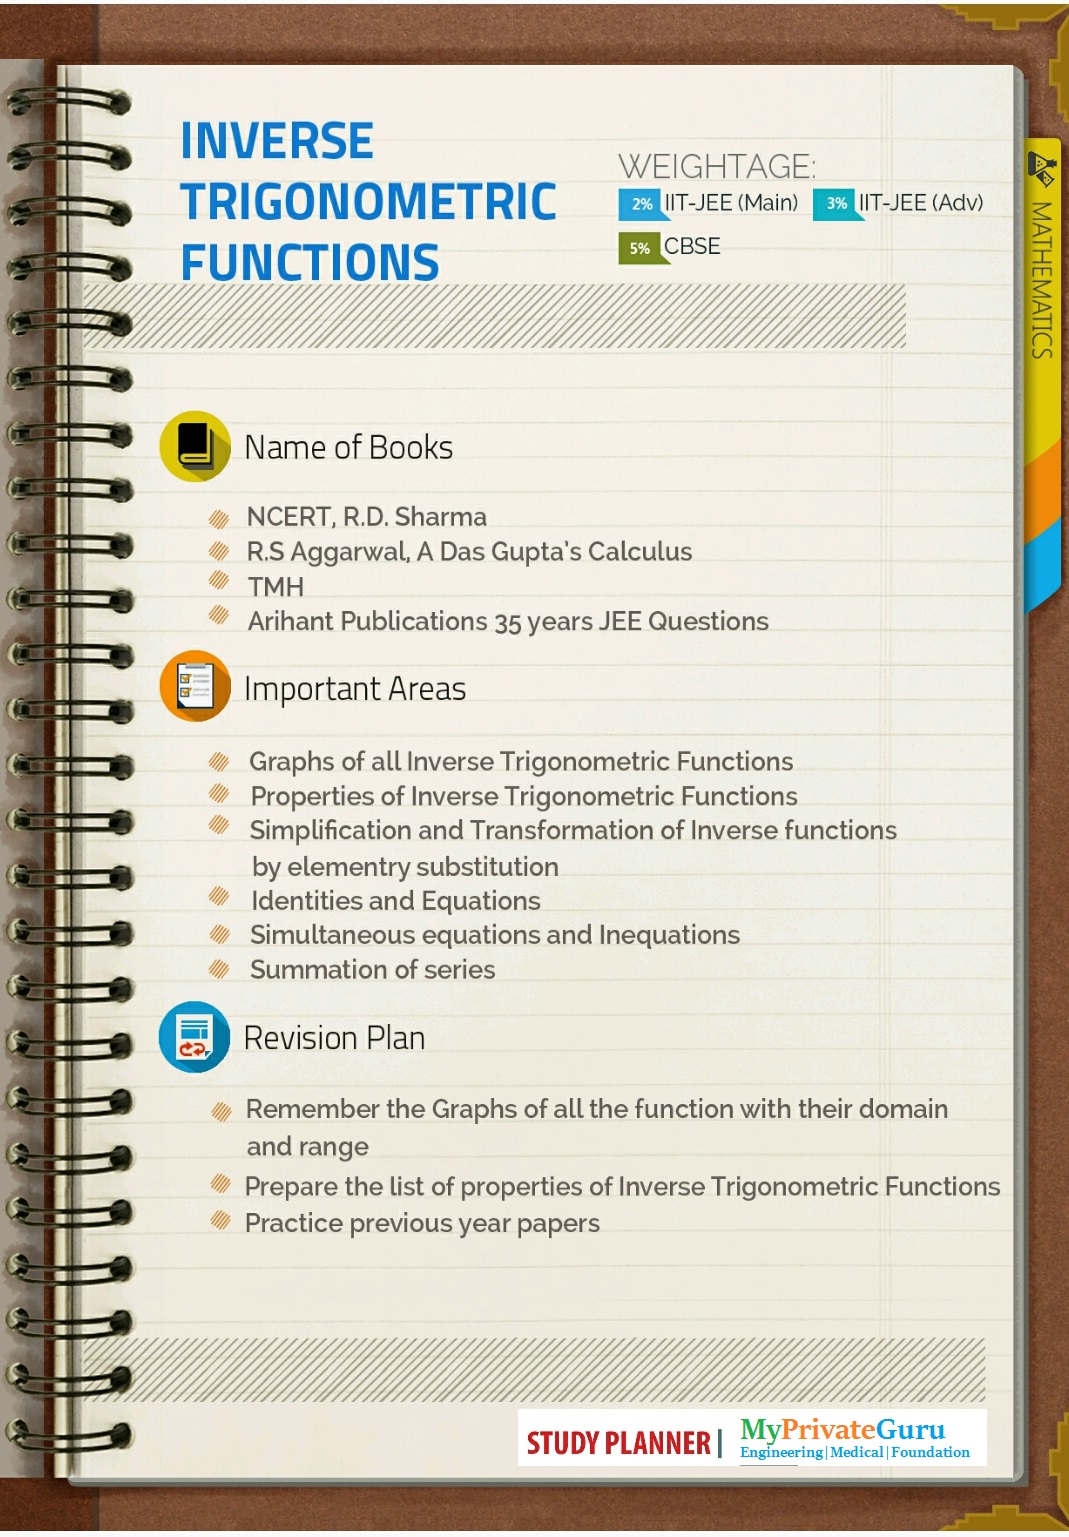 INVERSE
TRIGONOMETRIC
FUNCTIONS
WEIGHTAGE:
2% IIT-JEE (Main) 3% IIT-JEE (Adv)
5% CBSE
MATHEMATICS
Name of Books
NCERT, R.D. Sharma
R.S Aggarwal, A Das Gupta's Calculus
TMH
Arihant Publications 35 years JEE Questions
Important Areas
Graphs of all Inverse Trigonometric Functions
Properties of Inverse Trigonometric Functions
Simplification and Transformation of Inverse functions
by elementry substitution
Identities and Equations
Simultaneous equations and Inequations
Summation of series
Revision Plan
Remember the Graphs of all the function with their domain
and range
Prepare the list of properties of Inverse Trigonometric Functions
Practice previous year papers
STUDY PLANNER | MyPrivateGuru
Engineering|Medical|Foundation